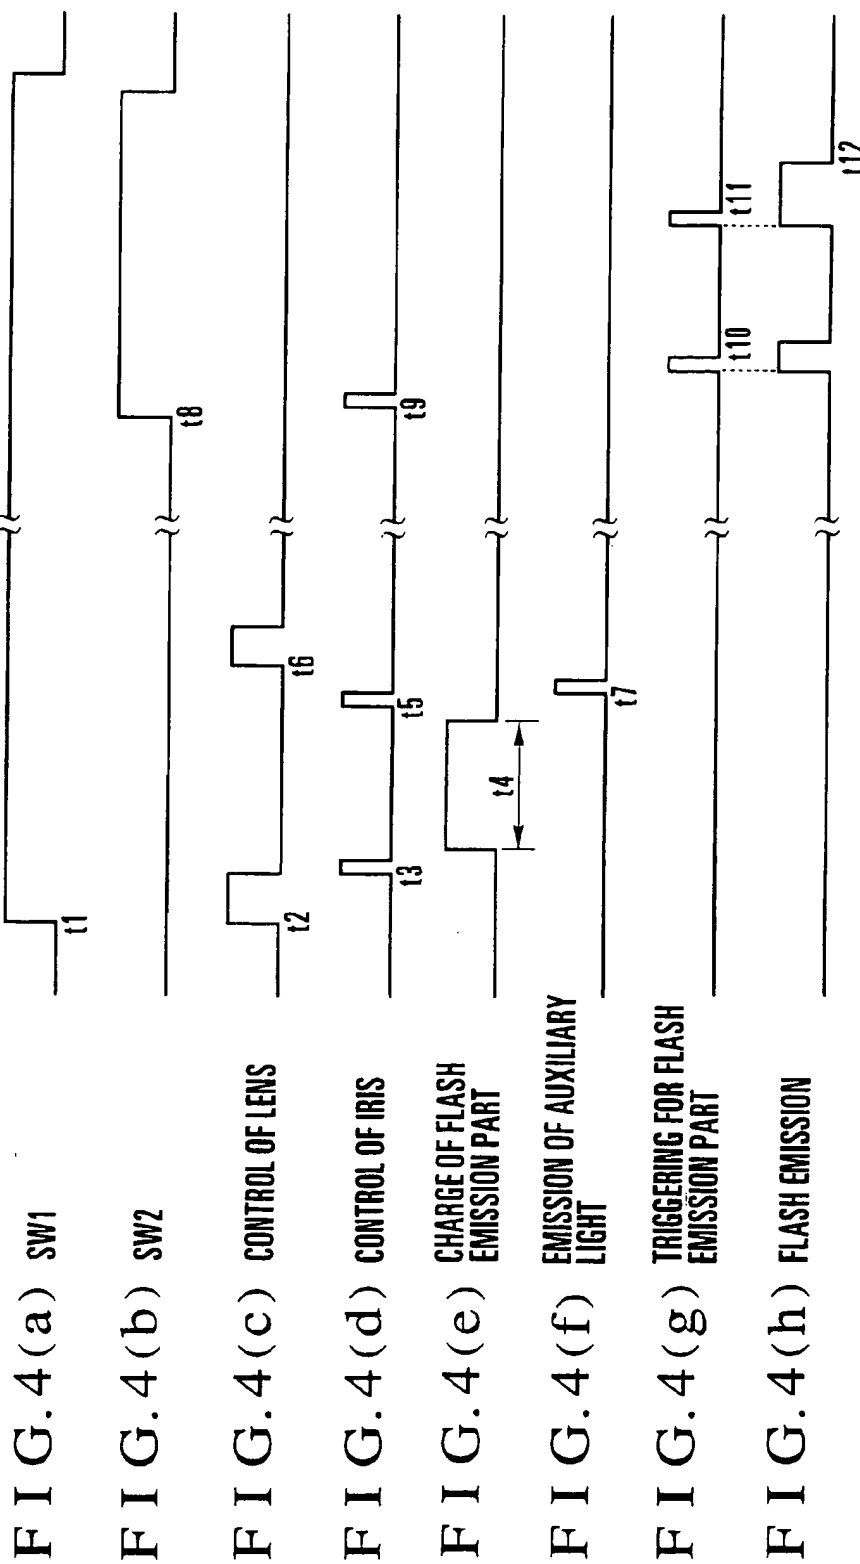 FIG. 4(a) SW1
t1
FIG. 4(b) SW2
t8
FIG. 4(c) CONTROL OF LENS
t2
t6
FIG. 4(d) CONTROL OF IRIS
t3
t5
t9
FIG. 4(e) CHARGE OF FLASH
EMISSION PART
t4
FIG. 4(f) EMISSION OF AUXILIARY
LIGHT
t7
FIG. 4(g) TRIGGERING FOR FLASH
EMISSION PART
t10
t11
FIG. 4(h) FLASH EMISSION
t12